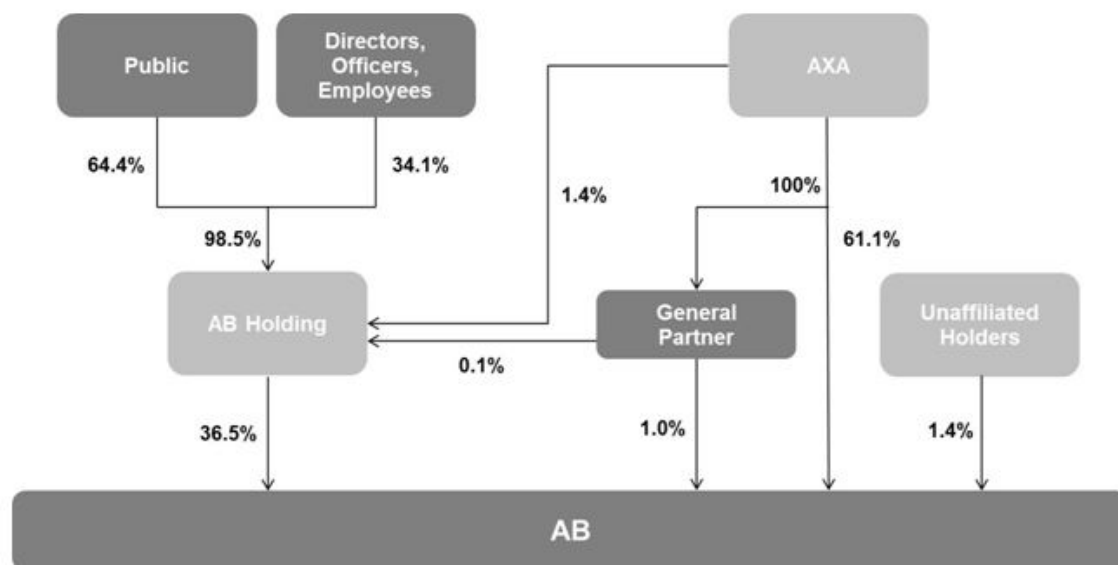 Public
Directors,
Officers,
Employees
AXA
64.4%
34.1%
1.4%
100%
98.5%
61.1%
AB Holding
General
Partner
Unaffiliated
Holders
0.1%
36.5%
1.0%
1.4%
AB